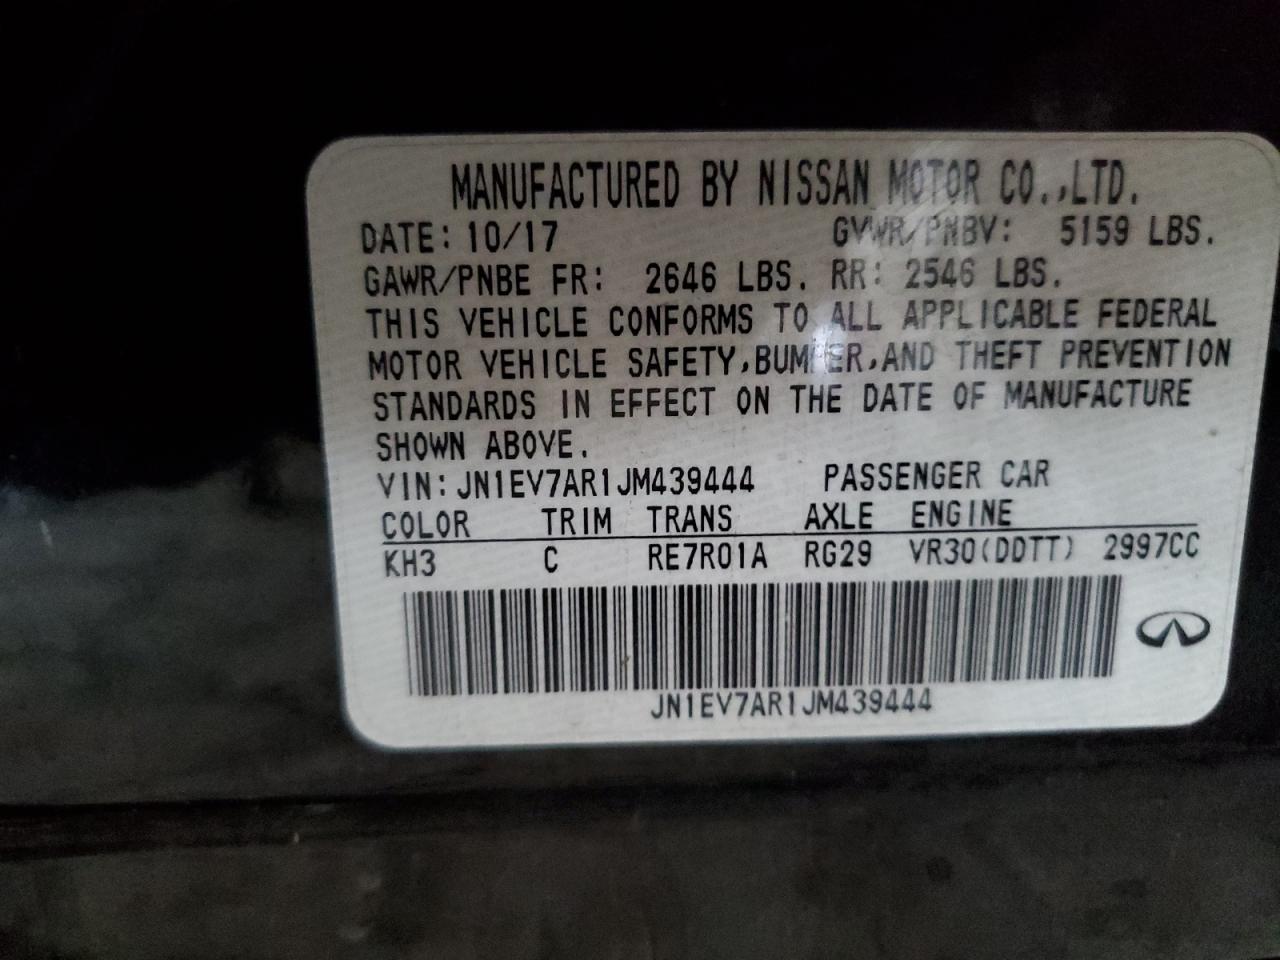 MANUFACTURED BY NISSAN MOTOR CO.,LTD.
DATE: 10/17 GVWR/PNBV: 5159 LBS.
GAWR/PNBE FR: 2646 LBS. RR: 2546 LBS.
THIS VEHICLE CONFORMS TO ALL APPLICABLE FEDERAL
MOTOR VEHICLE SAFETY,BUMPER,AND THEFT PREVENTION
STANDARDS IN EFFECT ON THE DATE OF MANUFACTURE
SHOWN ABOVE.
VIN: JN1EV7AR1JM439444 PASSENGER CAR
COLOR TRIM TRANS AXLE ENGINE
KH3 C RE7R01A RG29 VR30(DDTT) 2997CC
JN1EV7AR1JM439444